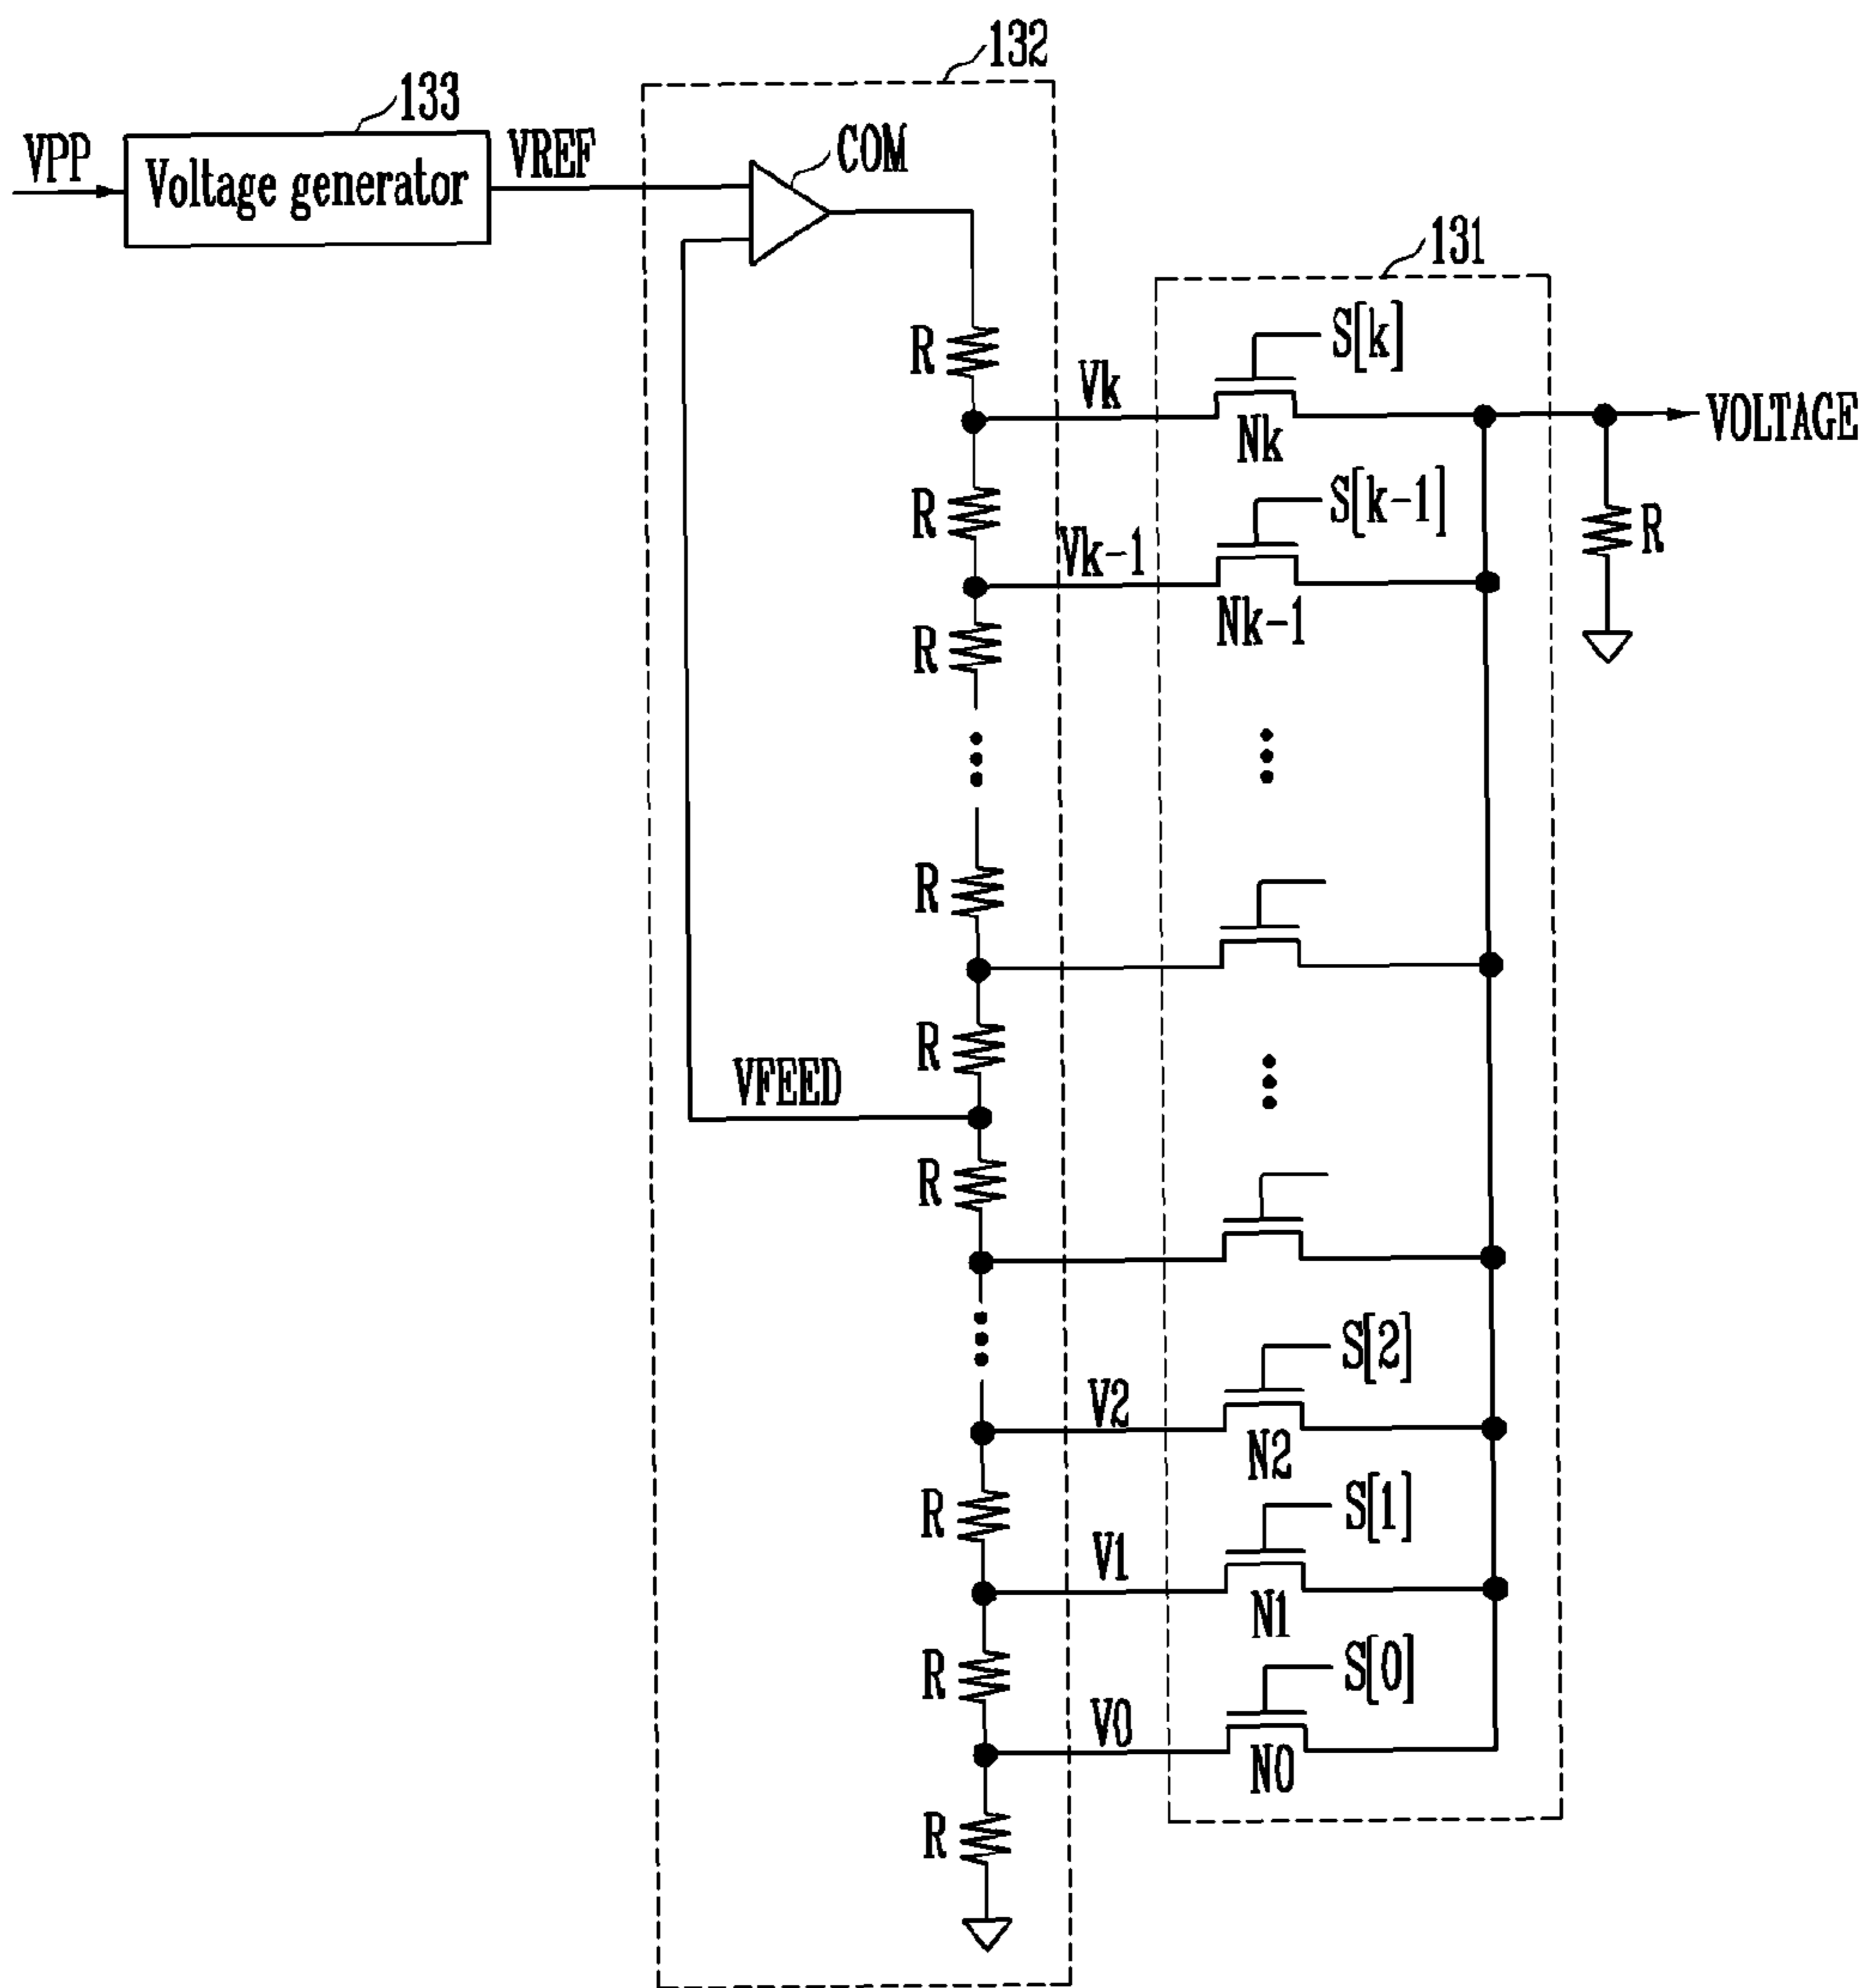 132
133
VPP
Voltage generator
VREF
COM
131
R
Vk
S[k]
Nk
VOLTAGE
R
Vk-1
S[k-1]
Nk-1
R
R
R
R
VFEED
R
R
V2
S[2]
N2
R
V1
S[1]
N1
R
V0
S[0]
N0
R